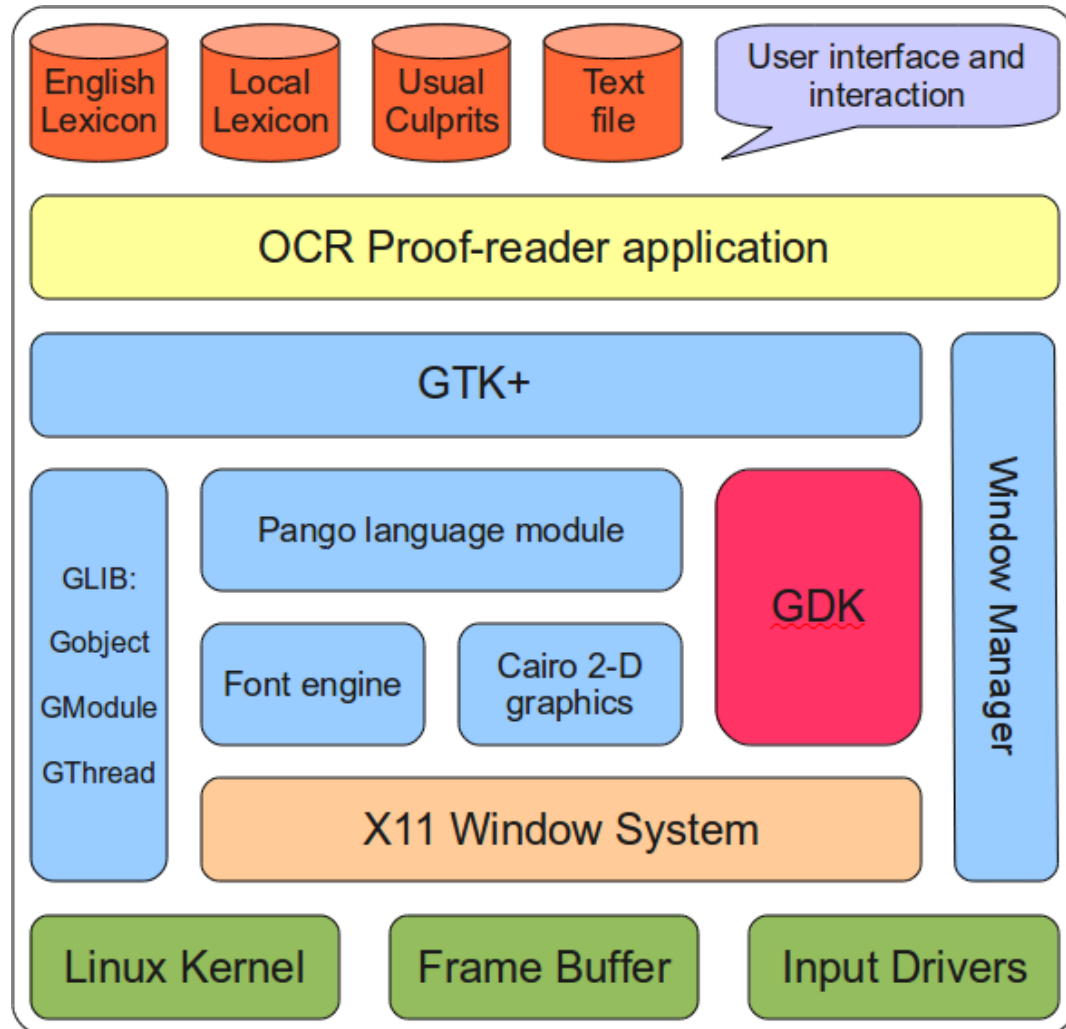 English
Lexicon
Local
Lexicon
Usual
Culprits
Text
file
User interface and
interaction
OCR Proof-reader application
GTK+
Window Manager
GLIB:
Gobject
GModule
GThread
Pango language module
GDK
Font engine
Cairo 2-D
graphics
X11 Window System
Linux Kernel
Frame Buffer
Input Drivers